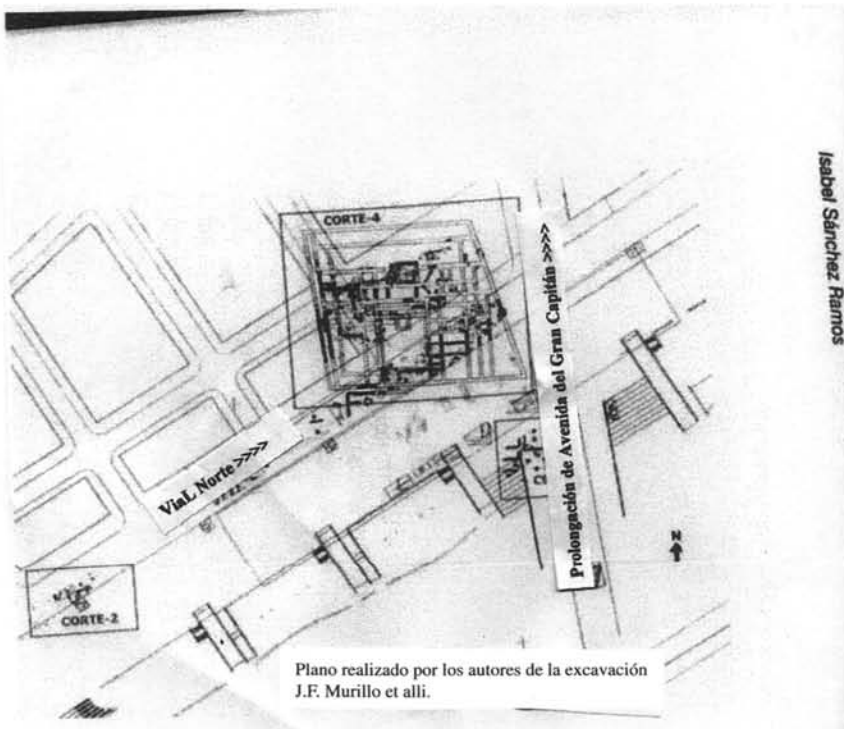 Isabel Sánchez Ramos
CORTE-4
Prolongación de Avenida del Gran Capitán >>>>
ViaL Norte >>>>
N
CORTE-2
Plano realizado por los autores de la excavación
J.F. Murillo et alli.